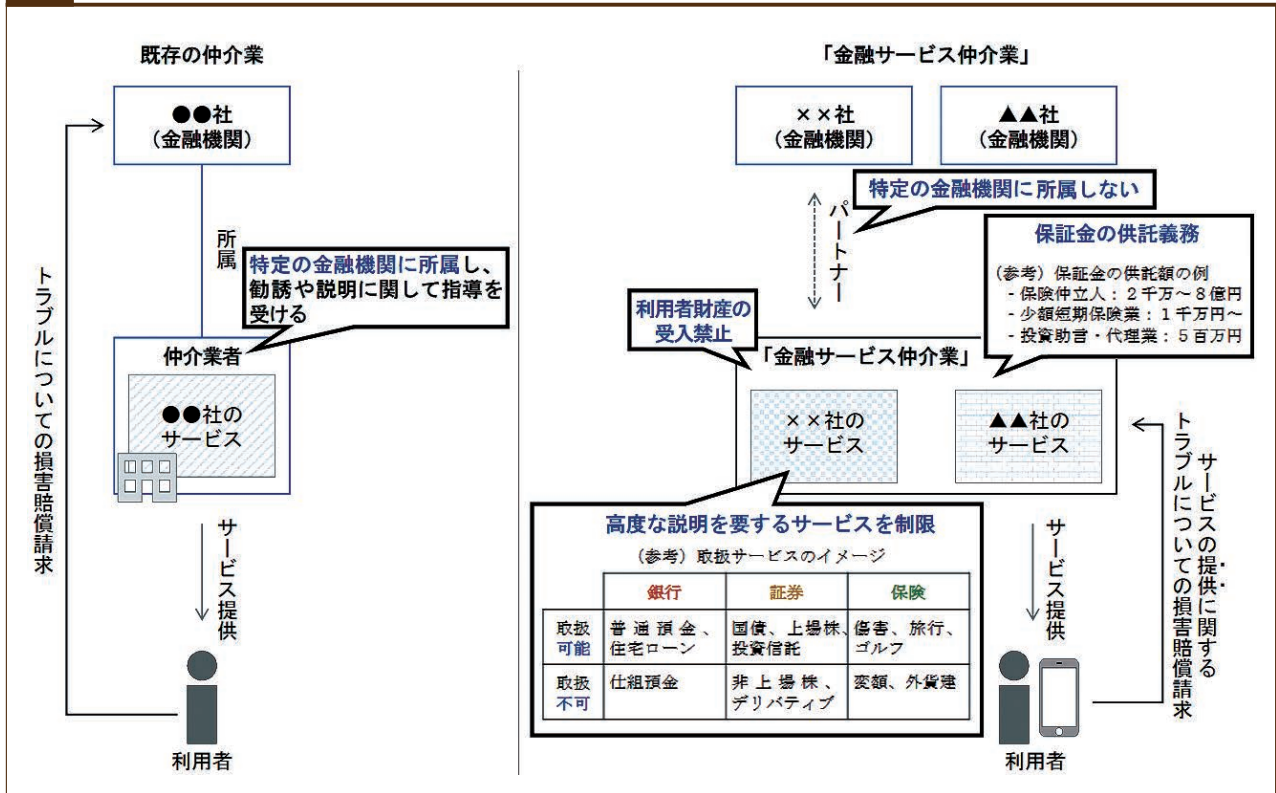 既存の仲介業
●●社
(金融機関)
所属
特定の金融機関に所属し、
勧誘や説明に関して指導を
受ける
仲介業者
●●社の
サービス
サービス提供
トラブルについての損害賠償請求
利用者
「金融サービス仲介業」
××社
(金融機関)
▲▲社
(金融機関)
パートナー
特定の金融機関に所属しない
保証金の供託義務
(参考)保証金の供託額の例
- 保険仲立人:2千万~8億円
- 少額短期保険業:1千万円~
- 投資助言・代理業:5百万円
利用者財産の
受入禁止
「金融サービス仲介業」
××社の
サービス
▲▲社の
サービス
高度な説明を要するサービスを制限
(参考)取扱サービスのイメージ
銀行 証券 保険
取扱可能 普通預金、住宅ローン 国債、上場株、投資信託 傷害、旅行、ゴルフ
取扱不可 仕組預金 非上場株、デリバティブ 変額、外貨建
サービス提供
サービスの提供に関する
トラブルについての損害賠償請求
利用者